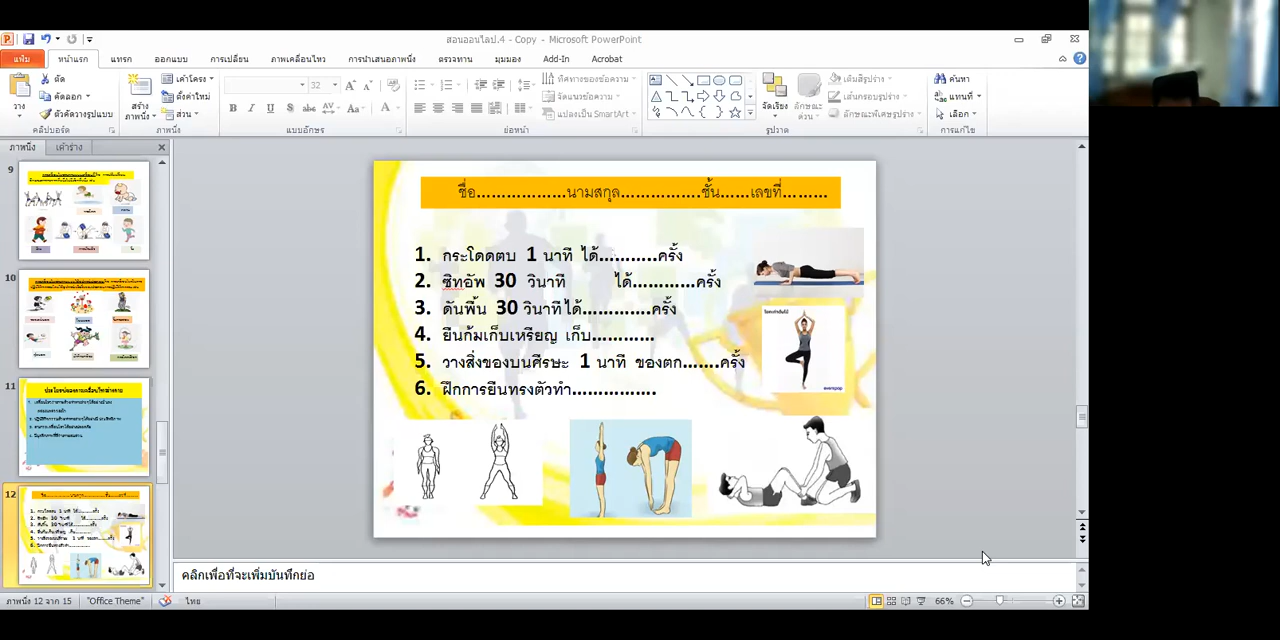 สอนออนไลป.4 - Copy - Microsoft PowerPoint
แฟ้ม หน้าแรก แทรก ออกแบบ การเปลี่ยน ภาพเคลื่อนไหว การนำเสนอภาพนิ่ง ตรวจทาน มุมมอง Add-In Acrobat
วาง
ตัด
คัดลอก
ตัวคัดวางรูปแบบ
คลิปบอร์ด
สร้างภาพนิ่ง
เค้าโครง
ตั้งค่าใหม่
ส่วน
ภาพนิ่ง
32
แบบอักษร
ทิศทางของข้อความ
จัดแนวข้อความ
แปลงเป็น SmartArt
ย่อหน้า
จัดเรียง
ลักษณะด่วน
เติมสีรูปร่าง
เส้นกรอบรูปร่าง
ลักษณะพิเศษรูปร่าง
รูปวาด
ค้นหา
แทนที่
เลือก
การแก้ไข
ภาพนิ่ง เค้าร่าง
9
10
11
12
ชื่อ.................นามสกุล...............ชั้น......เลขที่.........
1. กระโดดตบ 1 นาที ได้...........ครั้ง
2. ซิทอัพ 30 วินาที ได้............ครั้ง
3. ดันพื้น 30 วินาทีได้.............ครั้ง
4. ยืนก้มเก็บเหรียญ เก็บ............
5. วางสิ่งของบนศีรษะ 1 นาที ของตก.......ครั้ง
6. ฝึกการยืนทรงตัวทำ................
คลิกเพื่อที่จะเพิ่มบันทึกย่อ
ภาพนิ่ง 12 จาก 15 "Office Theme" ไทย 66%